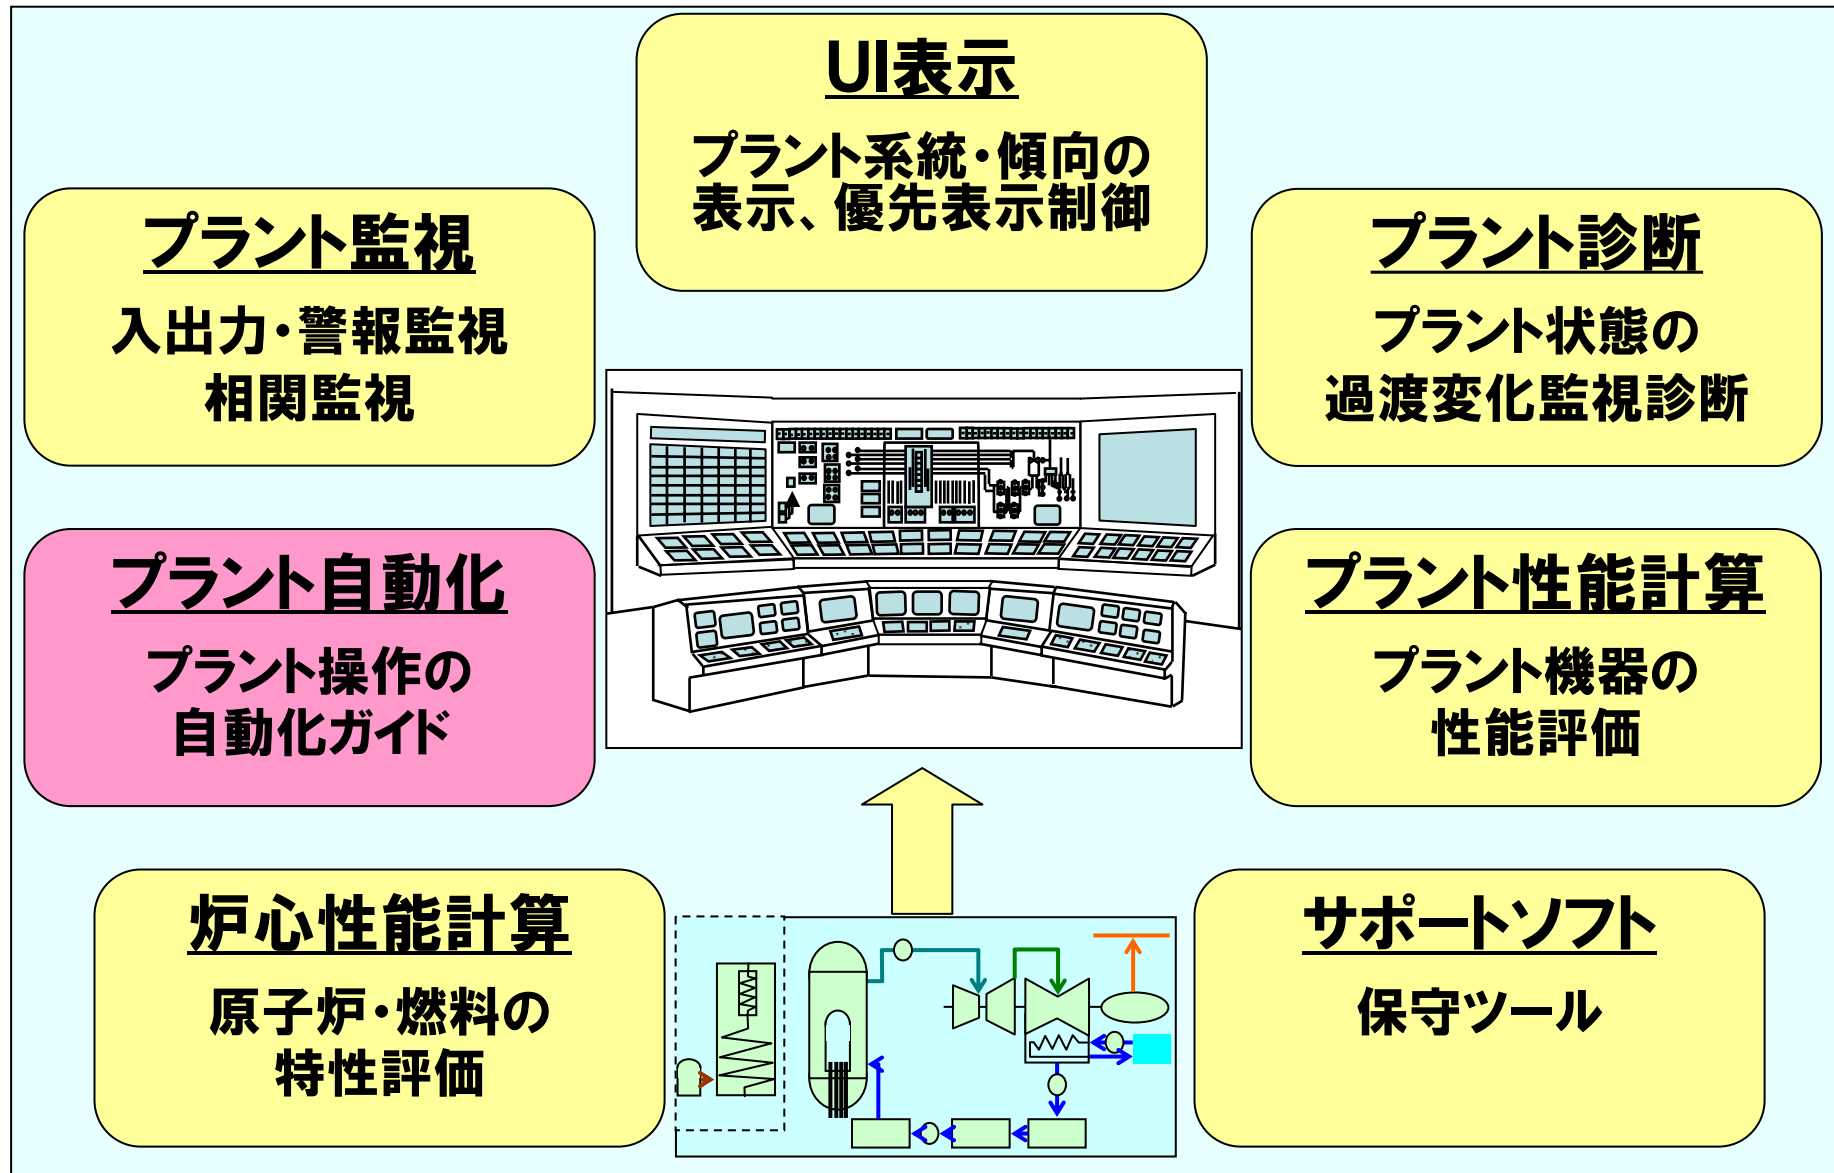 UI表示
プラント系統・傾向の
表示、優先表示制御
プラント監視
入出力・警報監視
相関監視
プラント診断
プラント状態の
過渡変化監視診断
プラント自動化
プラント操作の
自動化ガイド
プラント性能計算
プラント機器の
性能評価
炉心性能計算
原子炉・燃料の
特性評価
サポートソフト
保守ツール